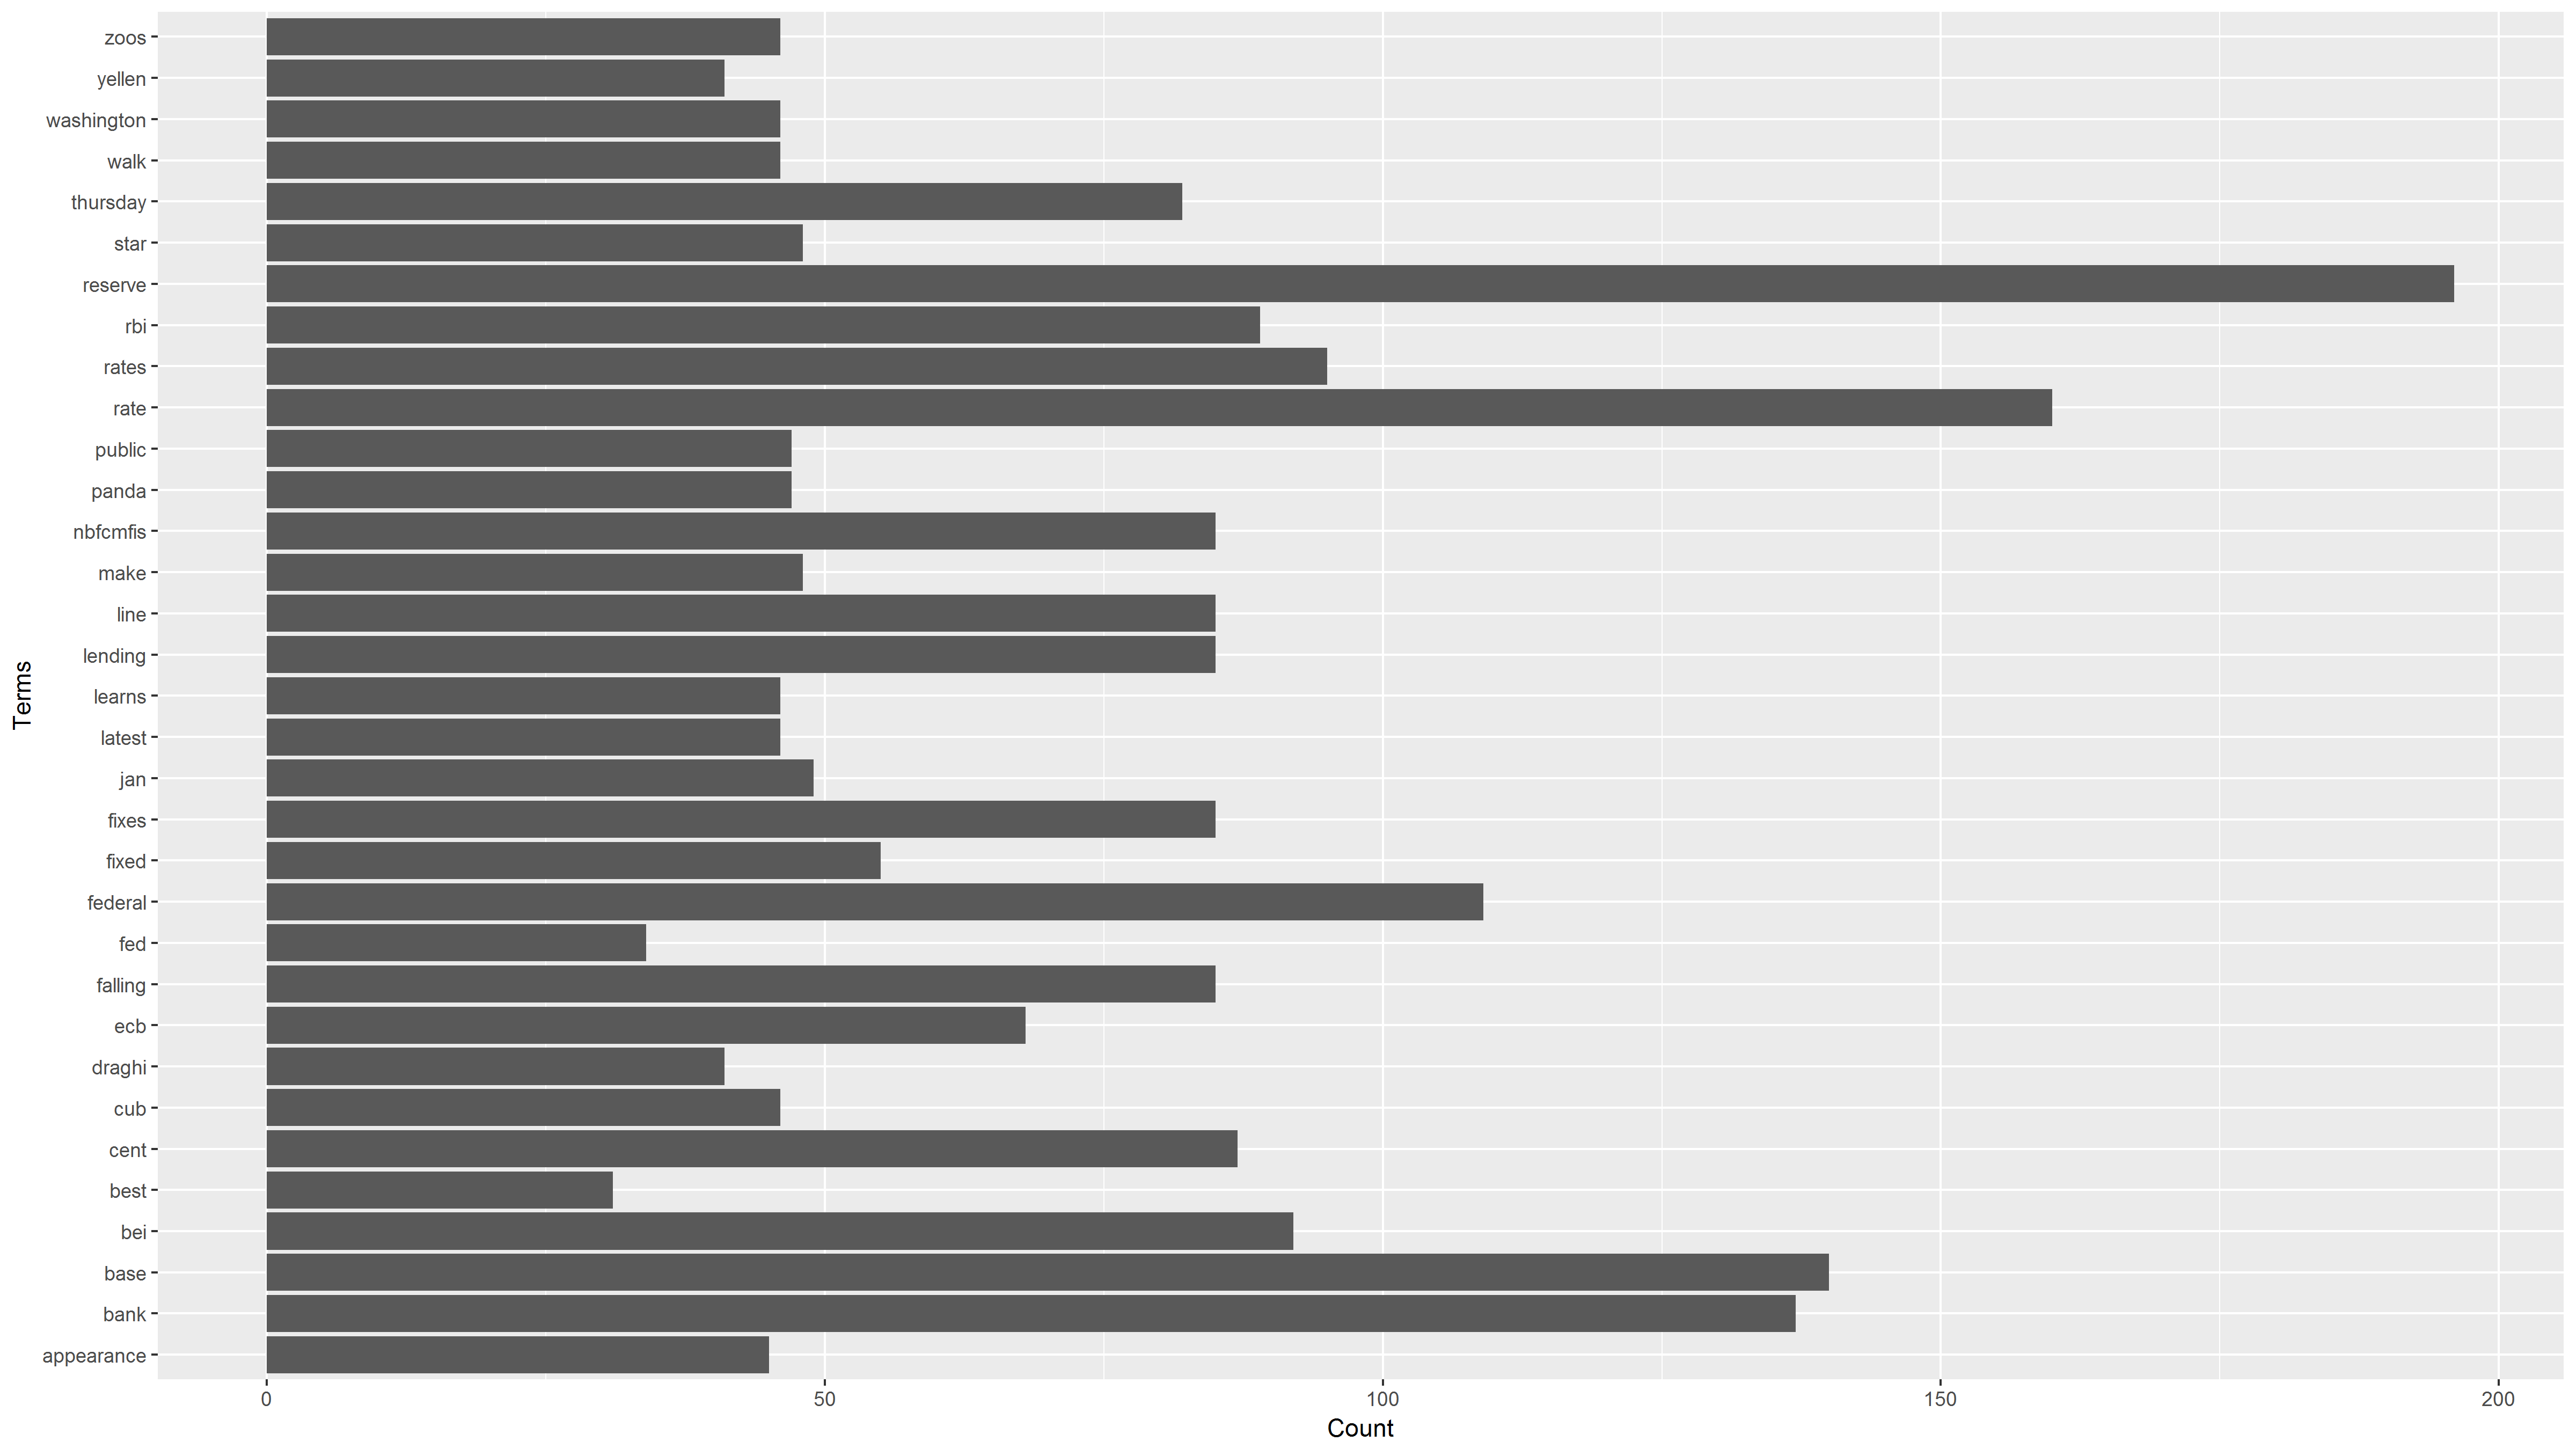 zoos
yellen
washington
walk
thursday
star
reserve
rbi
rates
rate
public
panda
nbfcmfis
make
line
lending
learns
latest
jan
fixes
fixed
federal
fed
falling
ecb
draghi
cub
cent
best
bei
base
bank
appearance
Terms
0 50 100 150 200
Count